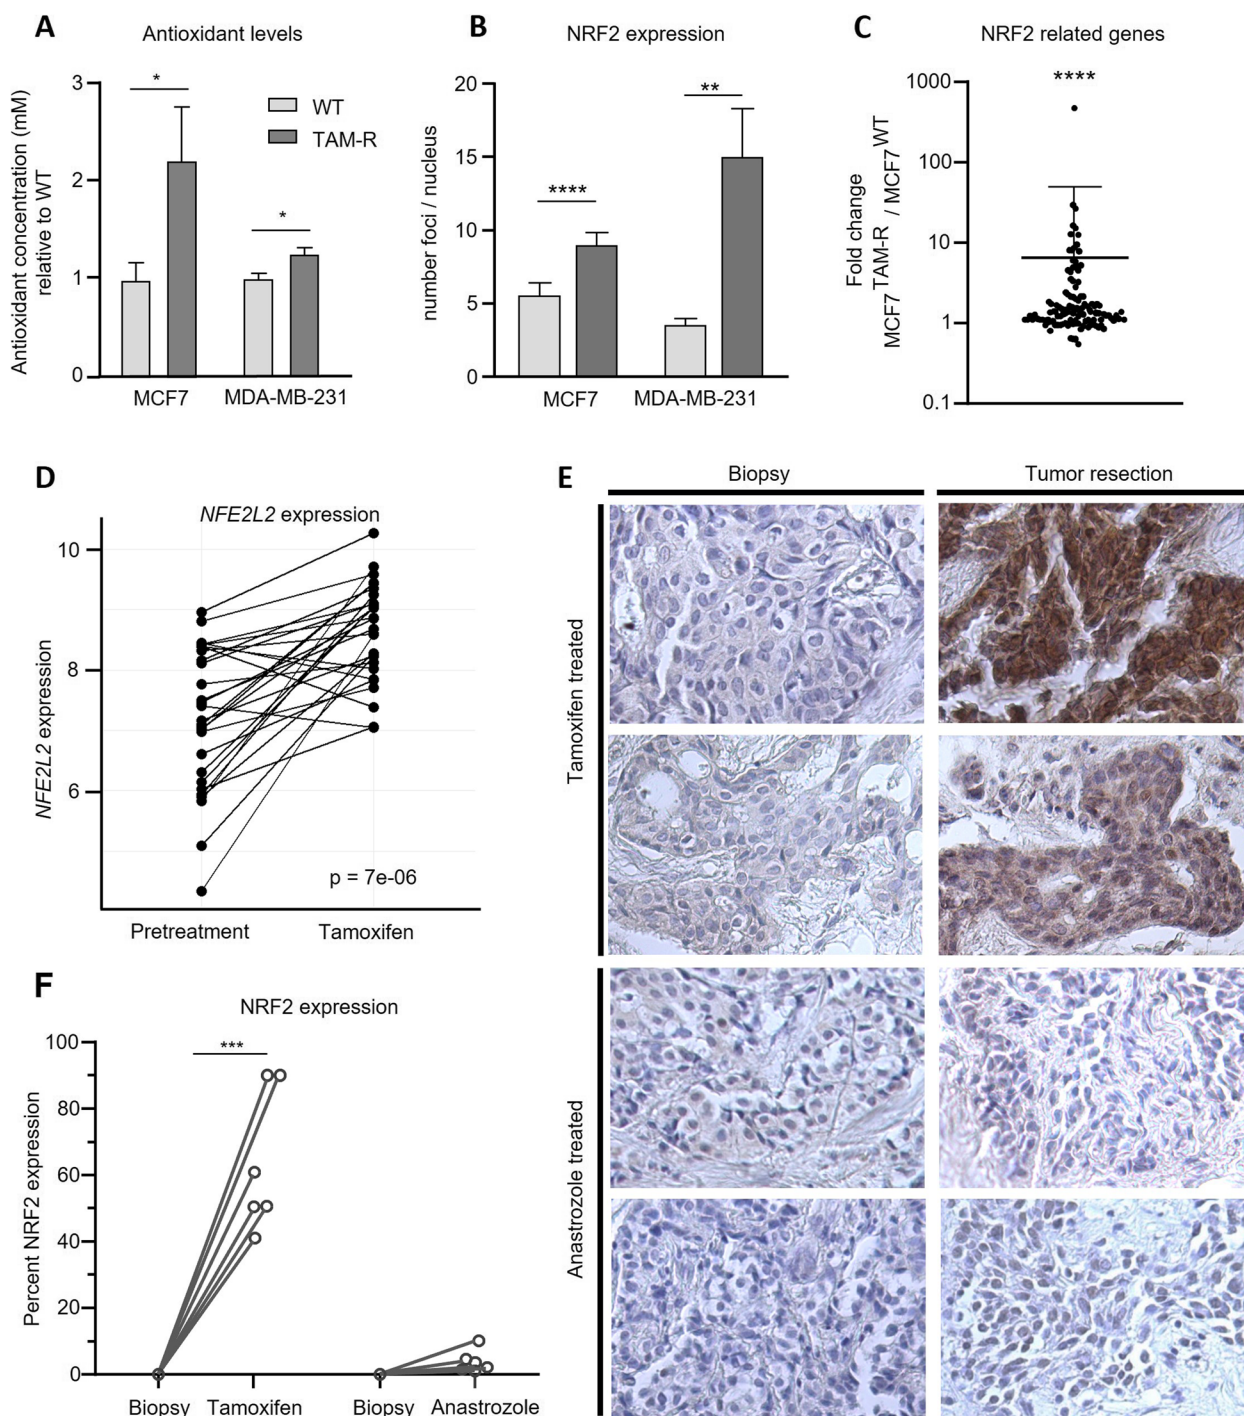 A
Antioxidant levels
Antioxidant concentration (mM)
relative to WT
3
2
1
0
*
*
WT
TAM-R
MCF7
MDA-MB-231
B
NRF2 expression
number foci / nucleus
20
15
10
5
0
****
**
MCF7
MDA-MB-231
C
NRF2 related genes
Fold change
MCF7TAM-R / MCF7WT
1000
100
10
1
0.1
****
D
NFE2L2 expression
NFE2L2 expression
10
8
6
p = 7e-06
Pretreatment
Tamoxifen
E
Biopsy
Tumor resection
Tamoxifen treated
Anastrozole treated
F
NRF2 expression
Percent NRF2 expression
100
80
60
40
20
0
***
Biopsy
Tamoxifen
Biopsy
Anastrozole